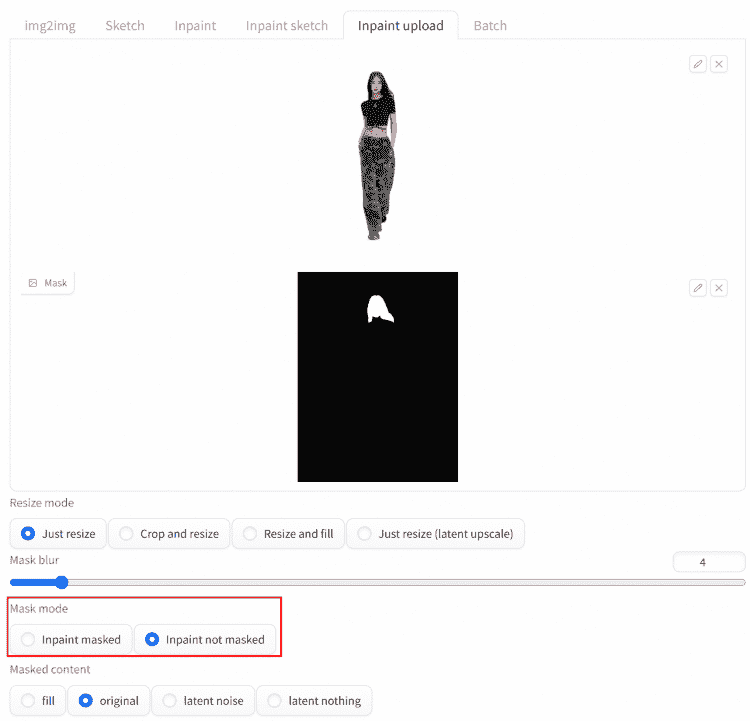 img2img Sketch Inpaint Inpaint sketch Inpaint upload Batch
Mask
Resize mode
Just resize Crop and resize Resize and fill Just resize (latent upscale)
Mask blur 4
Mask mode
Inpaint masked Inpaint not masked
Masked content
fill original latent noise latent nothing